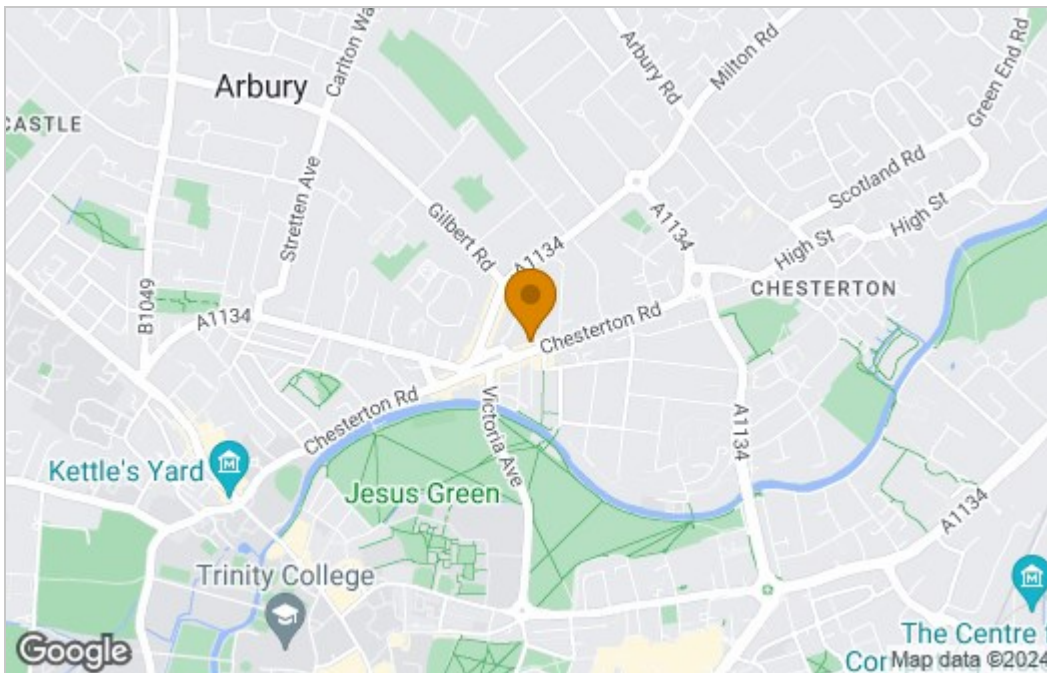 Arbury
CASTLE
Carlton Wa
Arbury Rd
Milton Rd
Green End Rd
Stretten Ave
Gilbert Rd
Scotland Rd
A1134
A1134
High St
High St
CHESTERTON
B1049
A1134
Chesterton Rd
Chesterton Rd
Victoria Ave
A1134
Kettle's Yard
Jesus Green
A1134
Trinity College
The Centre f
Google
Map data ©2024